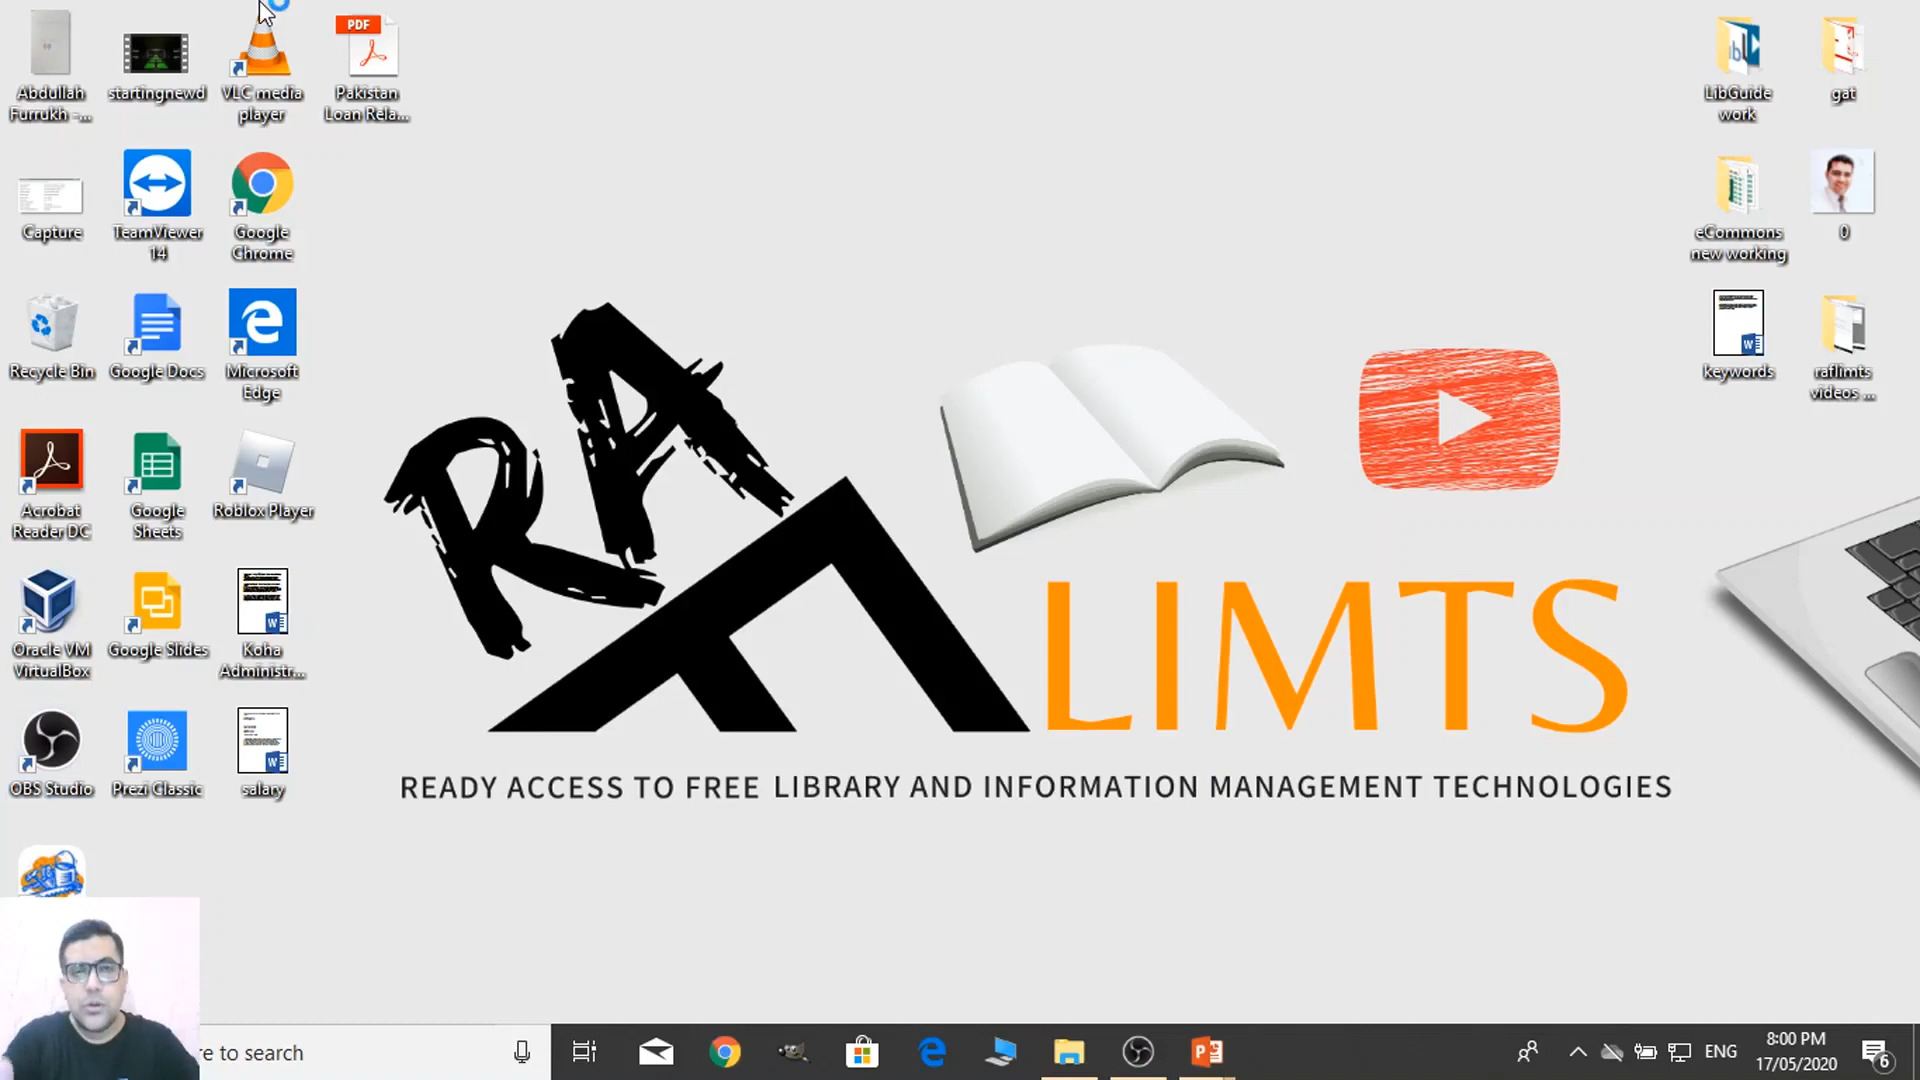 Abdullah
Furrukh -...
startingnewd
VLC media
player
PDF
Pakistan
Loan Rela...
LibGuide
work
gat
Capture
TeamViewer
14
Google
Chrome
eCommons
new working
0
Recycle Bin
Google Docs
Microsoft
Edge
keywords
raflimts
videos ...
Acrobat
Reader DC
Google
Sheets
Roblox Player
Oracle VM
VirtualBox
Google Slides
Koha
Administr...
OBS Studio
Prezi Classic
salary
RAF LIMTS
READY ACCESS TO FREE LIBRARY AND INFORMATION MANAGEMENT TECHNOLOGIES
re to search
ENG
8:00 PM
17/05/2020
6